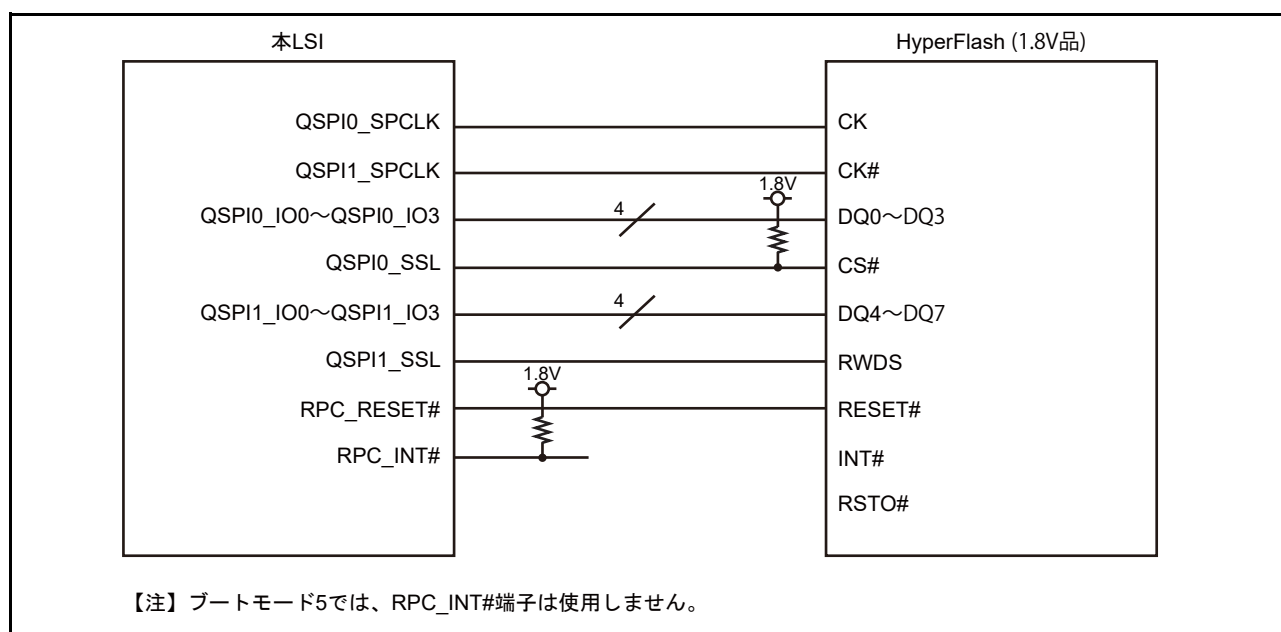 本LSI
HyperFlash (1.8V品)
QSPI0_SPCLK
CK
QSPI1_SPCLK
CK#
1.8V
QSPI0_IO0～QSPI0_IO3
4
DQ0～DQ3
QSPI0_SSL
CS#
QSPI1_IO0～QSPI1_IO3
4
DQ4～DQ7
QSPI1_SSL
RWDS
1.8V
RPC_RESET#
RESET#
RPC_INT#
INT#
RSTO#
【注】ブートモード5では、RPC_INT#端子は使用しません。